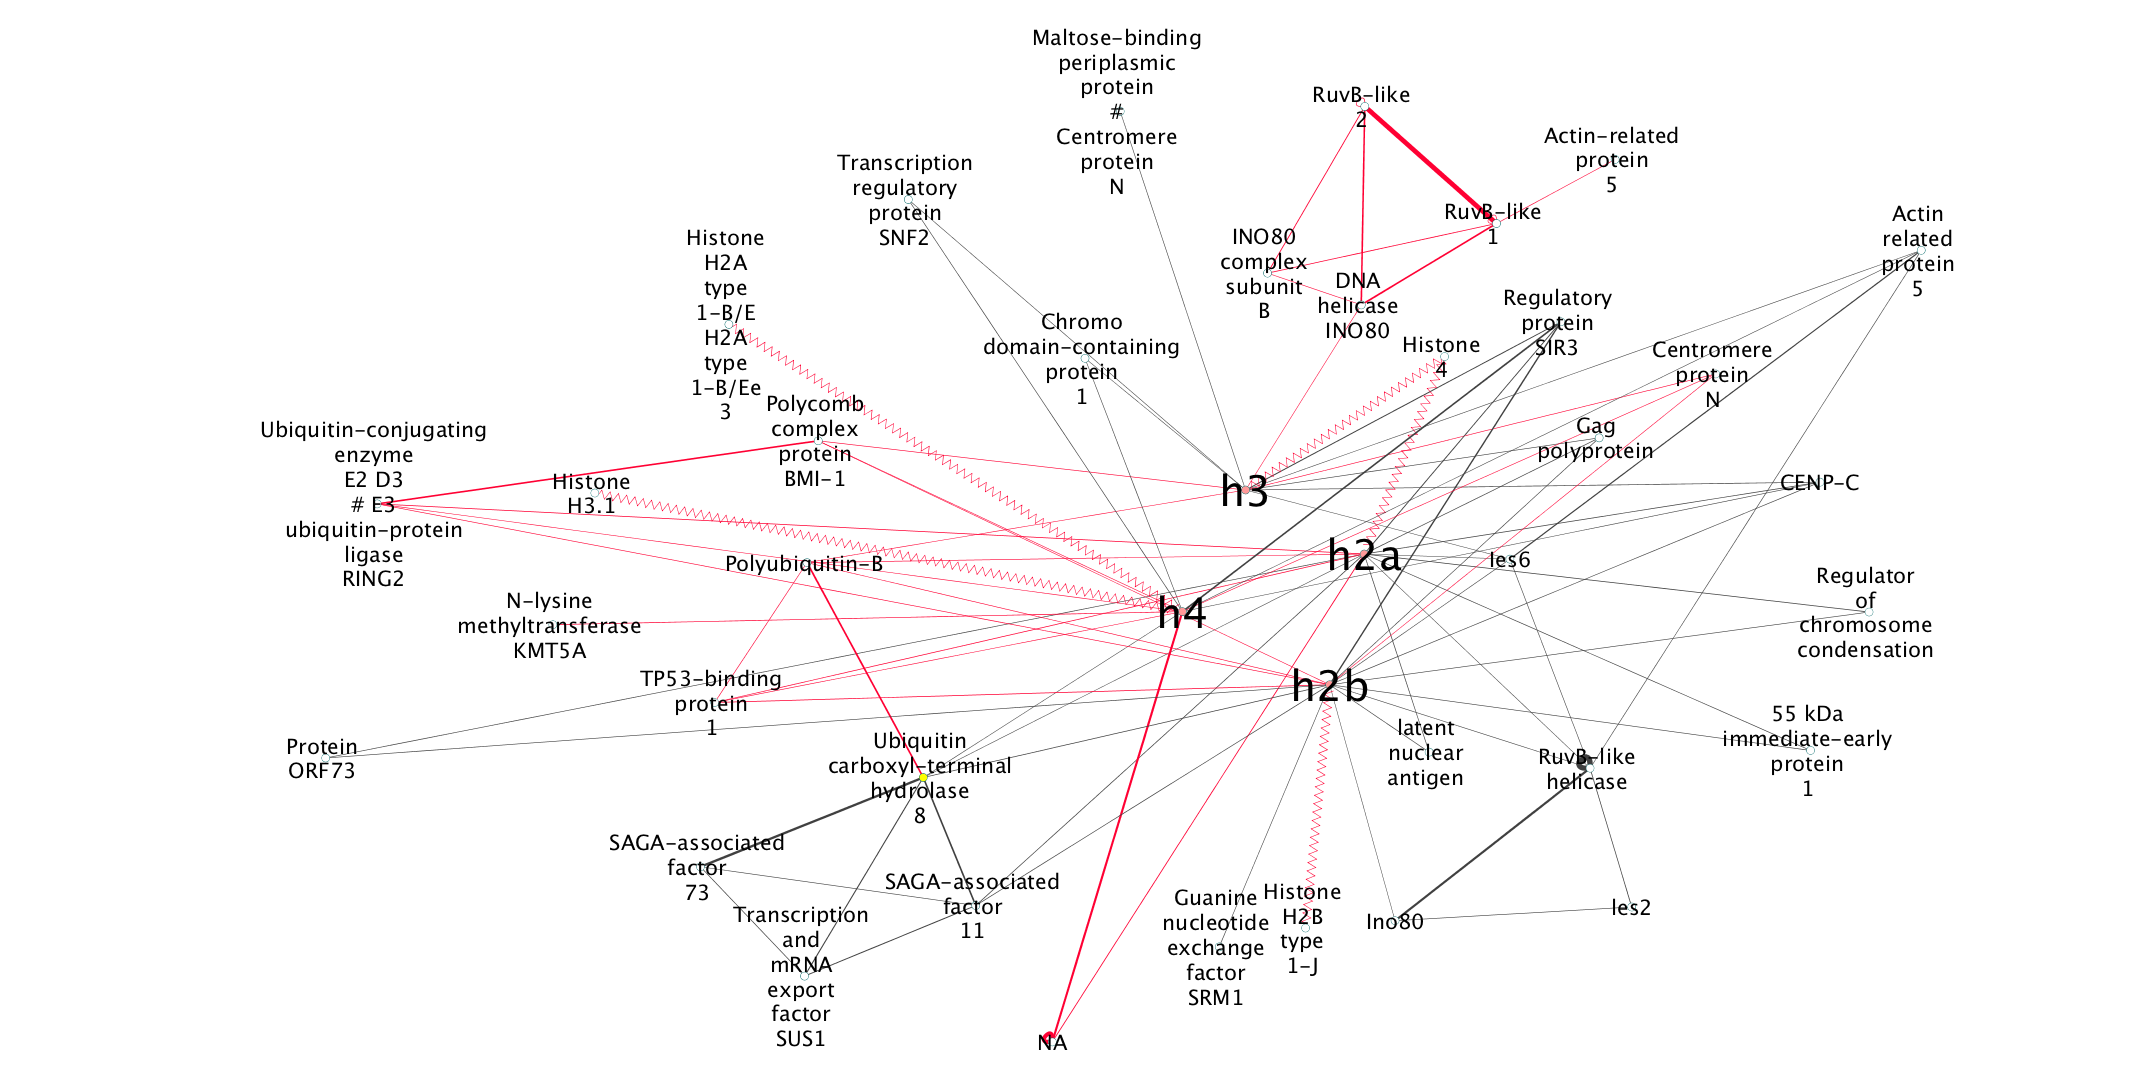 Maltose-binding
periplasmic
protein
#
Centromere
protein
N
RuvB-like
2
Actin-related
protein
5
Transcription
regulatory
protein
SNF2
RuvB-like
1
Actin
related
protein
5
Histone
H2A
type
1-B/E
H2A
type
1-B/Ee
3
INO80
complex
subunit
B
DNA
helicase
INO80
Regulatory
protein
SIR3
Chromo
domain-containing
protein
1
Histone
4
Centromere
protein
N
Polycomb
complex
protein
BMI-1
Gag
polyprotein
Ubiquitin-conjugating
enzyme
E2 D3
# E3
ubiquitin-protein
ligase
RING2
Histone
H3.1
h3
CENP-C
h2a
Ies6
Polyubiquitin-B
Regulator
of
chromosome
condensation
N-lysine
methyltransferase
KMT5A
h4
TP53-binding
protein
1
h2b
Protein
ORF73
Ubiquitin
carboxyl-terminal
hydrolase
8
latent
nuclear
antigen
RuvB-like
helicase
55 kDa
immediate-early
protein
1
SAGA-associated
factor
73
SAGA-associated
factor
11
Transcription
and
mRNA
export
factor
SUS1
Guanine
nucleotide
exchange
factor
SRM1
Histone
H2B
type
1-J
Ino80
Ies2
NA